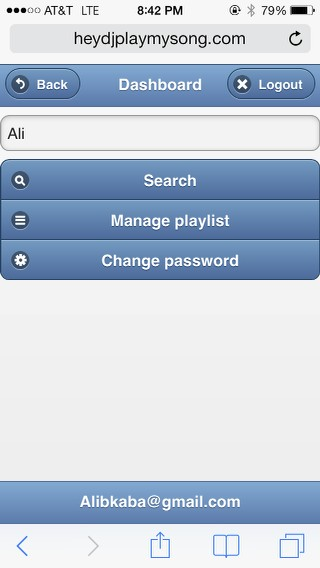 AT&T LTE 8:42 PM 79%
heydjplaymysong.com
Back Dashboard Logout
Ali
Search
Manage playlist
Change password
Alibkaba@gmail.com